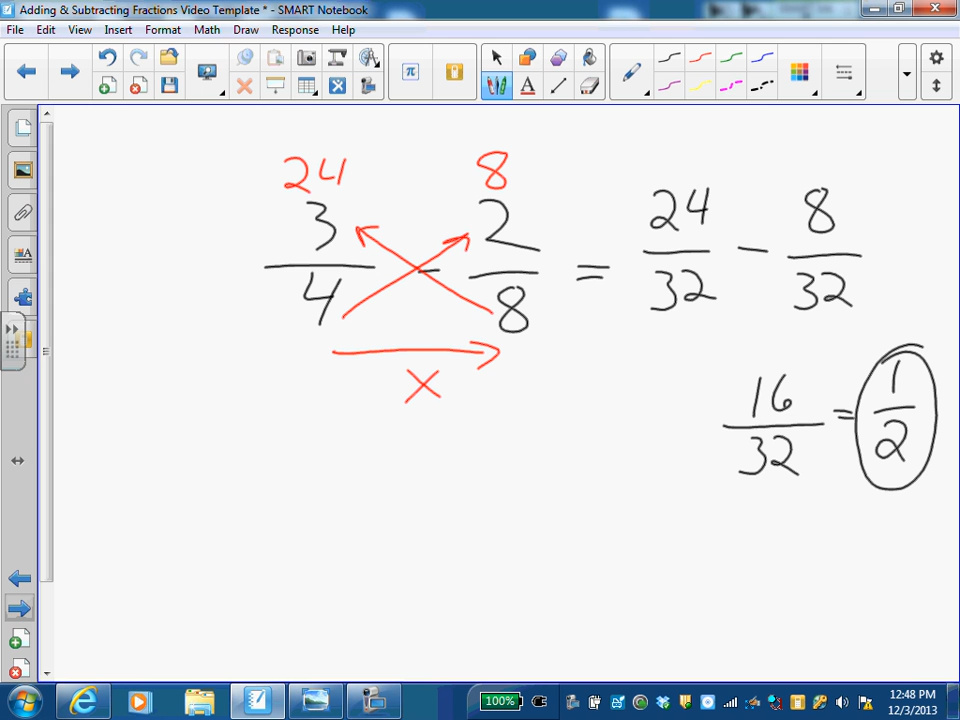 Adding & Subtracting Fractions Video Template * - SMART Notebook
File Edit View Insert Format Math Draw Response Help
π A
24 8
3/4 - 2/8 = 24/32 - 8/32
X
16/32 = 1/2
100%
12:48 PM
12/3/2013